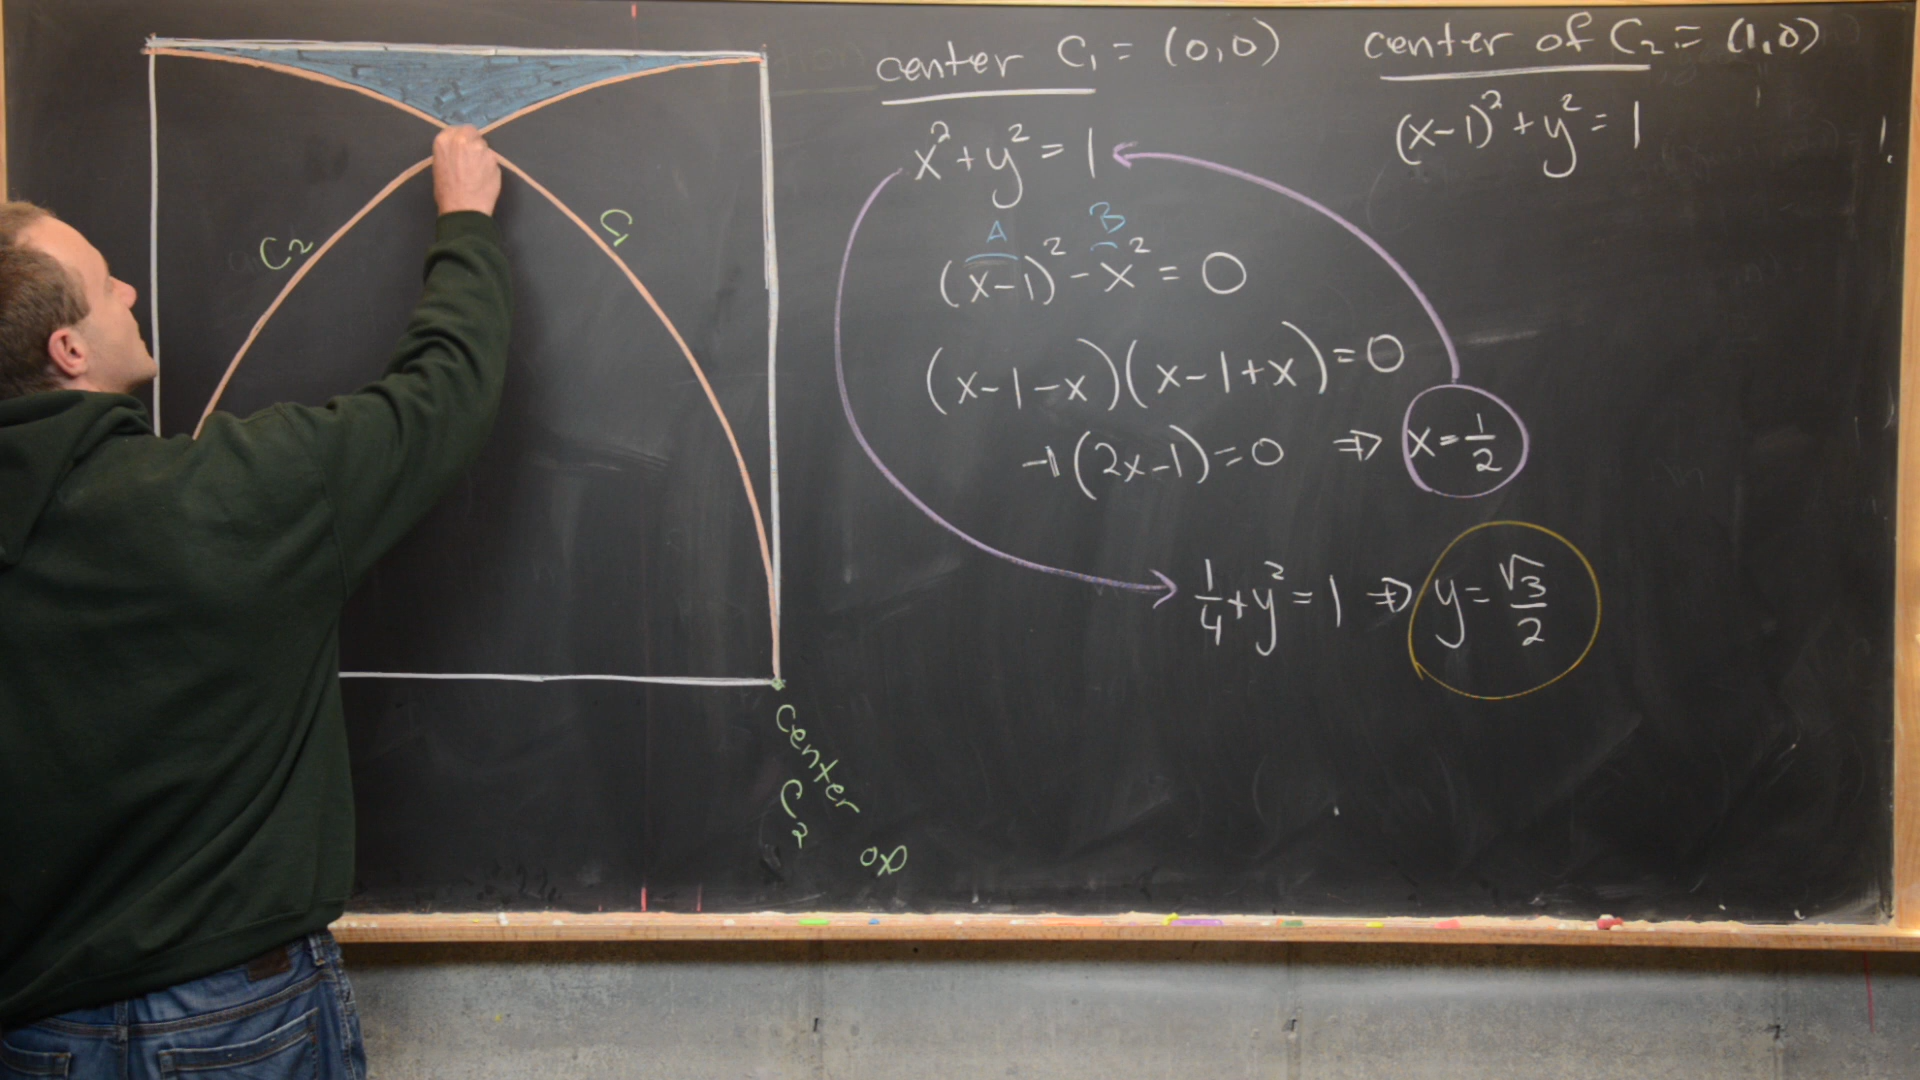 center C₁ = (0,0)
center of C₂ = (1,0)
x² + y² = 1
(x-1)² + y² = 1
1.
A B
(x-1)² - x² = 0
(x-1-x)(x-1+x) = 0
-1(2x-1) = 0 ⇒ x = 1/2
1/4 + y² = 1 ⇒ y = √3/2
C₂
C₁
center
of
C₂